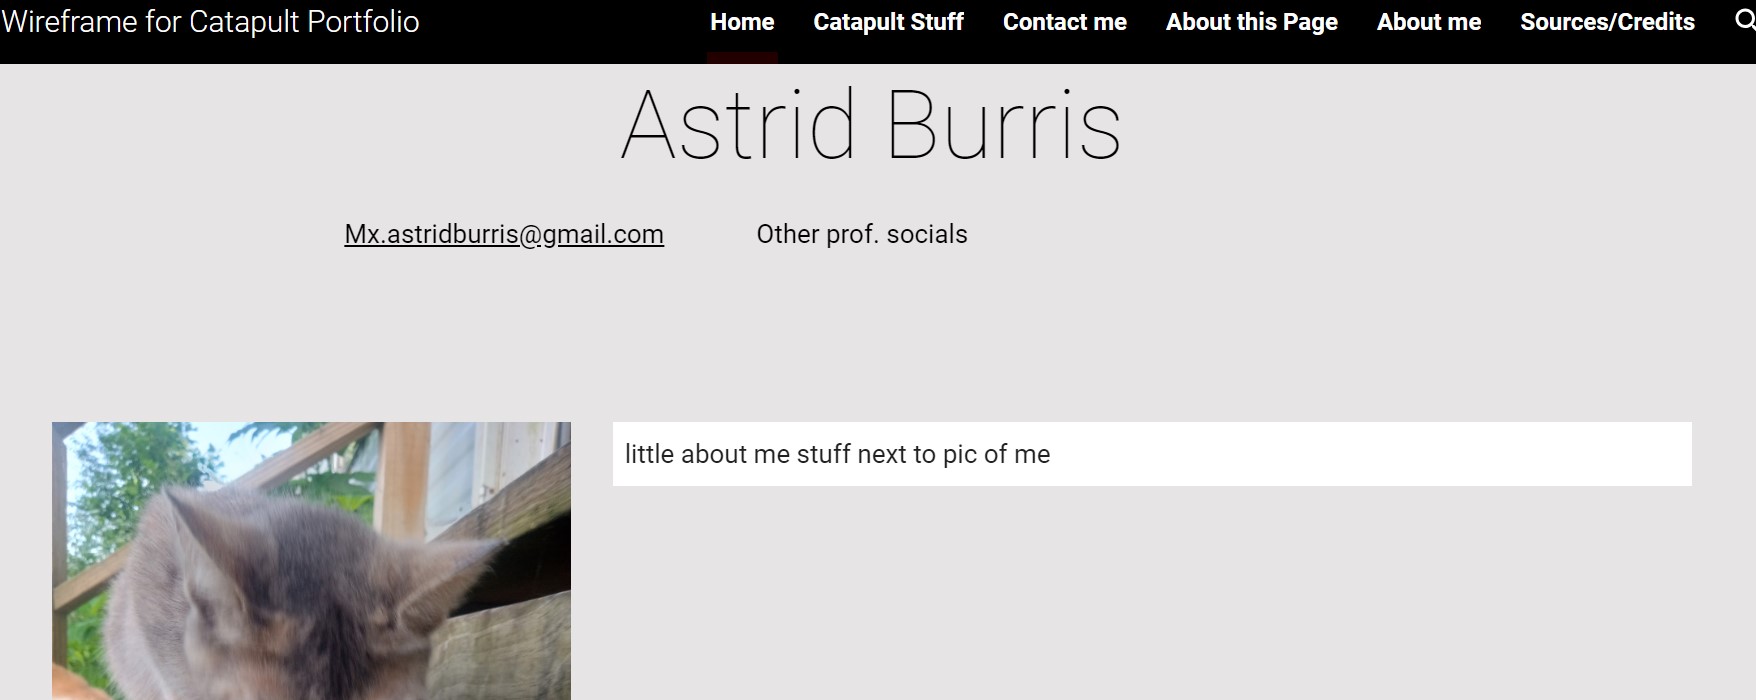 Wireframe for Catapult Portfolio Home Catapult Stuff Contact me About this Page About me Sources/Credits
Astrid Burris
Mx.astridburris@gmail.com Other prof. socials
little about me stuff next to pic of me